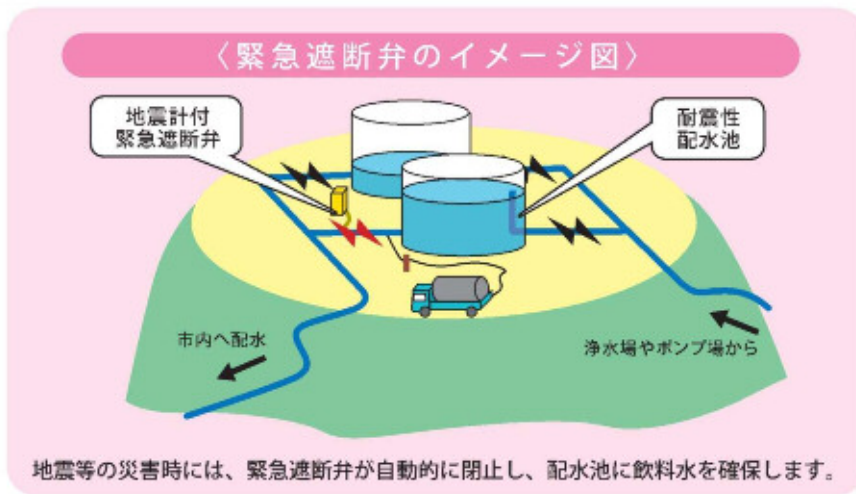 〈緊急遮断弁のイメージ図〉
地震計付
緊急遮断弁
耐震性
配水池
市内へ配水
浄水場やポンプ場から
地震等の災害時には、緊急遮断弁が自動的に閉止し、配水池に飲料水を確保します。